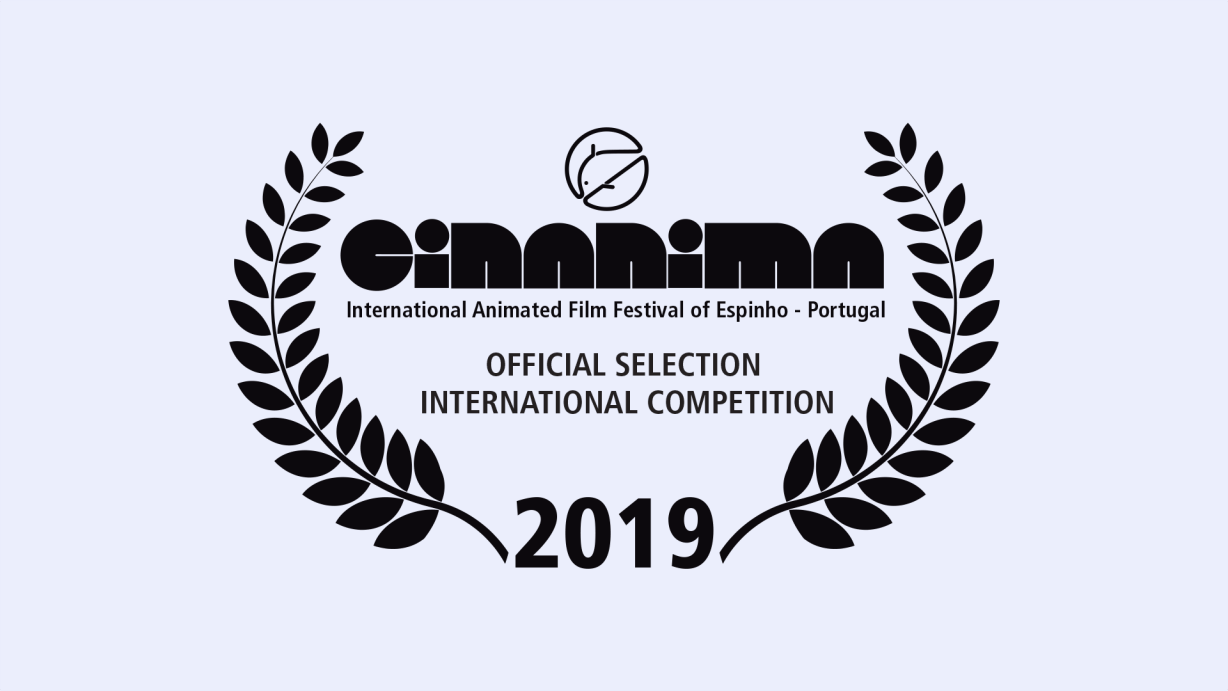 CINANIMA
International Animated Film Festival of Espinho - Portugal
OFFICIAL SELECTION
INTERNATIONAL COMPETITION
2019